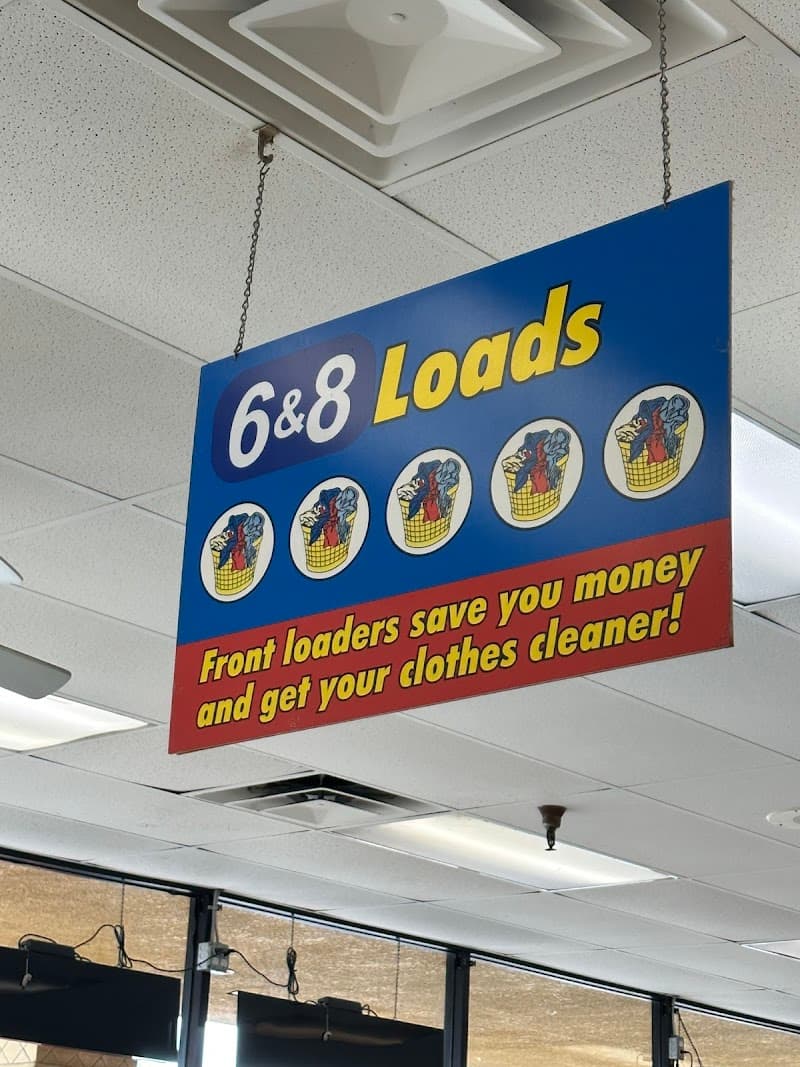 6&8 Loads
Front loaders save you money
and get your clothes cleaner!